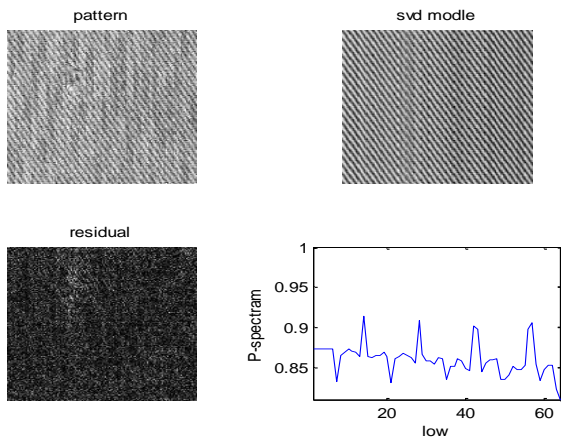 pattern
svd modle
residual
P-spectram
1
0.95
0.9
0.85
20
40
60
low